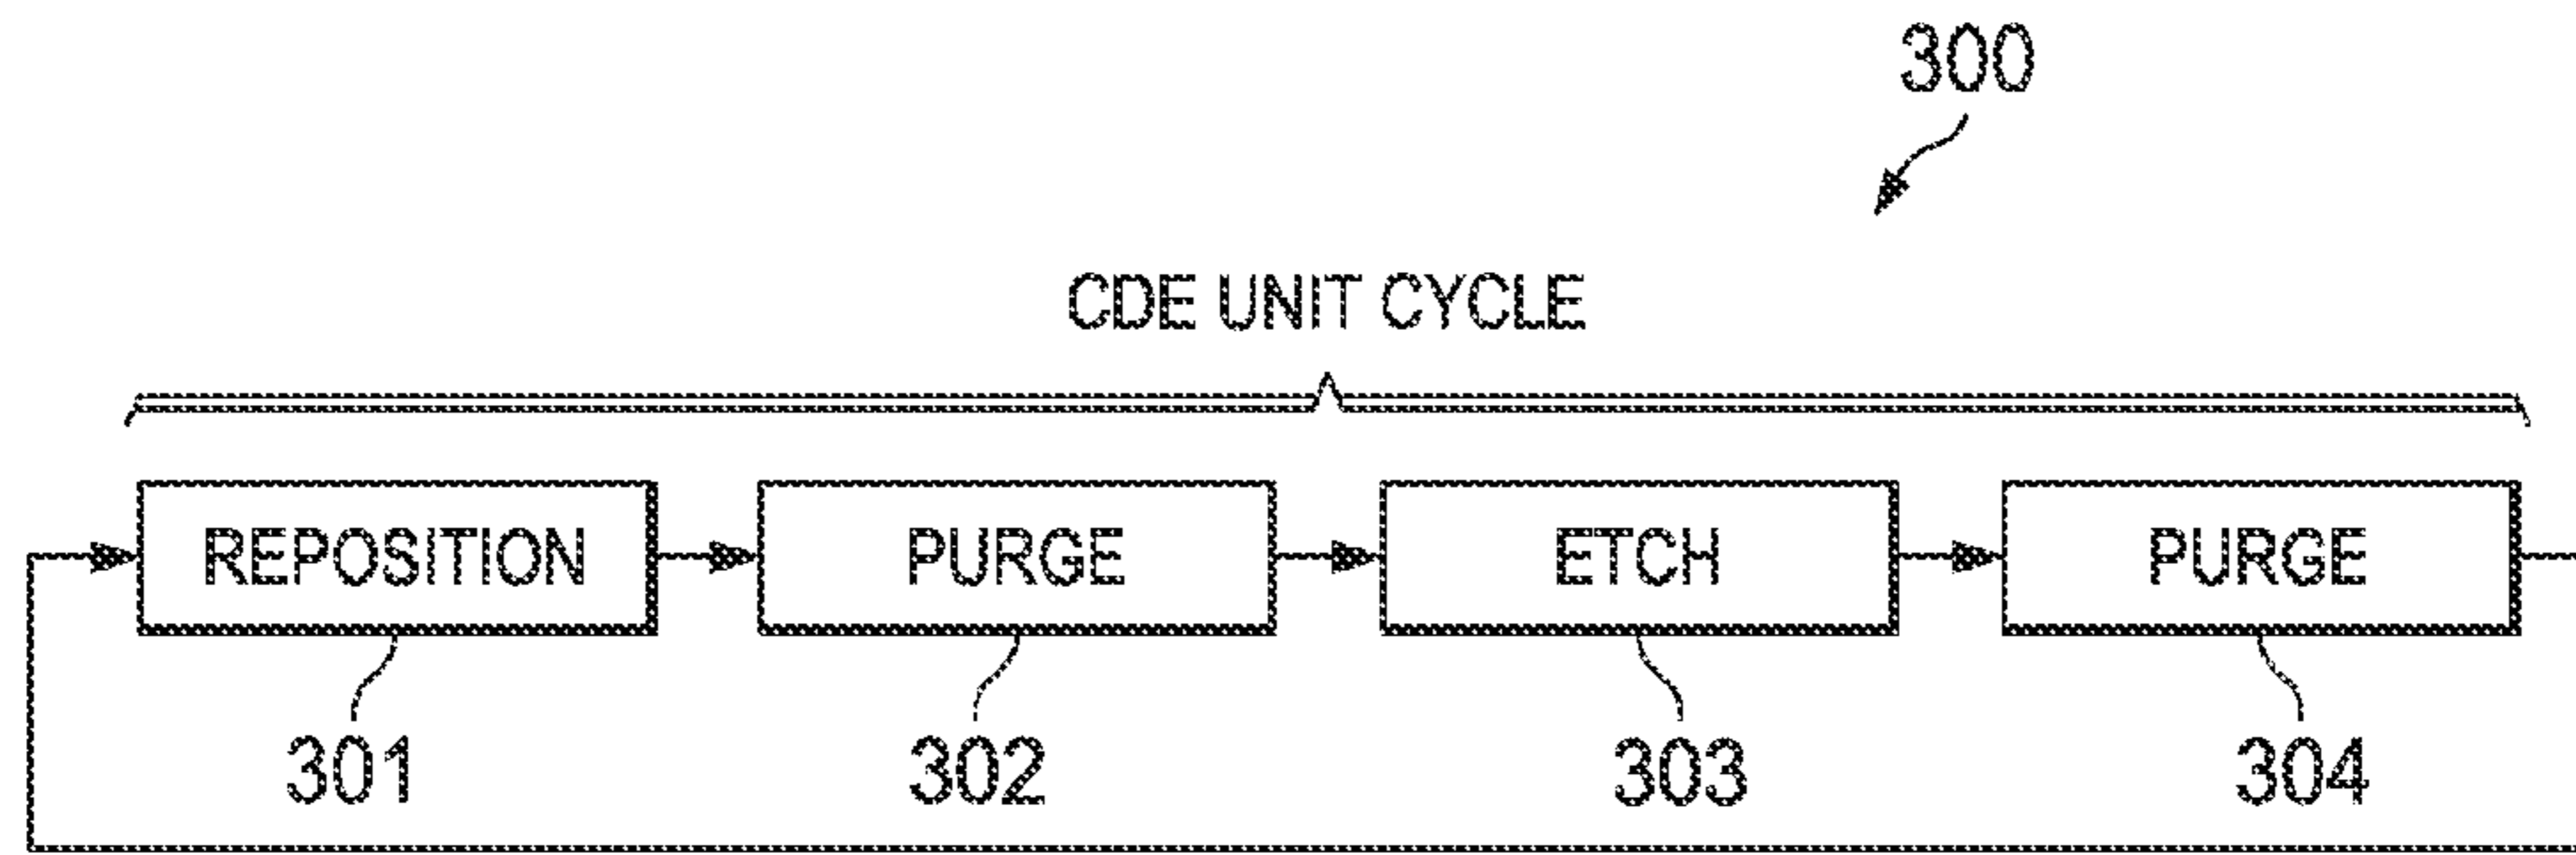 300
CDE UNIT CYCLE
REPOSITION PURGE ETCH PURGE
301 302 303 304